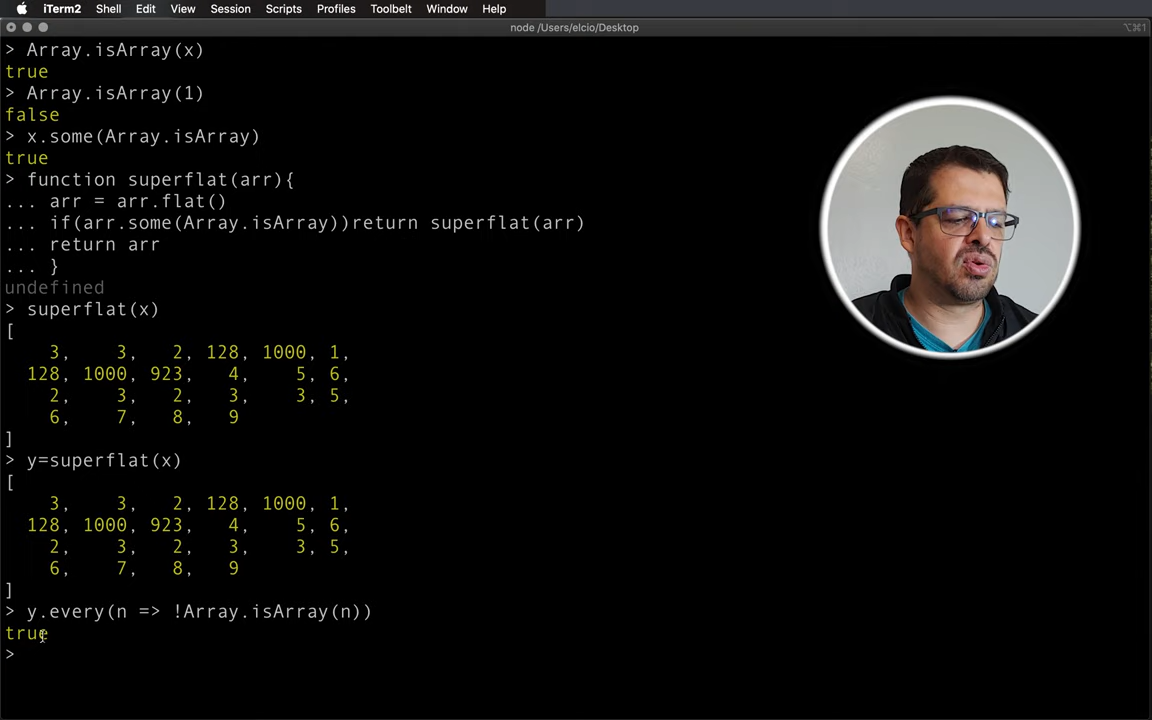 iTerm2 Shell Edit View Session Scripts Profiles Toolbelt Window Help
node /Users/elcio/Desktop
⌥⌘1
> Array.isArray(x)
true
> Array.isArray(1)
false
> x.some(Array.isArray)
true
> function superflat(arr){
... arr = arr.flat()
... if(arr.some(Array.isArray))return superflat(arr)
... return arr
... }
undefined
> superflat(x)
[
3, 3, 2, 128, 1000, 1,
128, 1000, 923, 4, 5, 6,
2, 3, 2, 3, 3, 5,
6, 7, 8, 9
]
> y=superflat(x)
[
3, 3, 2, 128, 1000, 1,
128, 1000, 923, 4, 5, 6,
2, 3, 2, 3, 3, 5,
6, 7, 8, 9
]
> y.every(n => !Array.isArray(n))
true
>